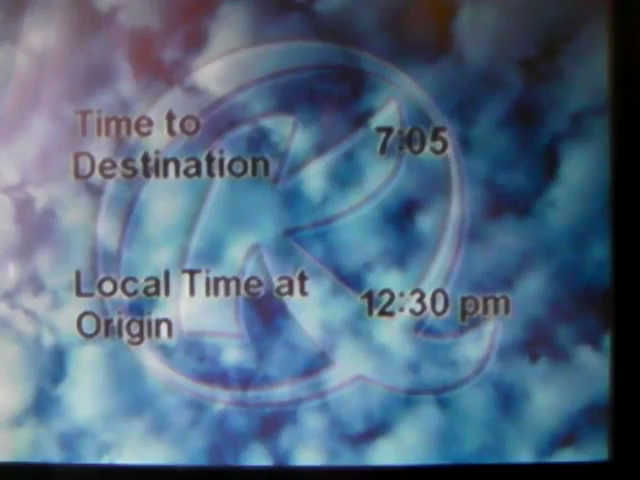 Time to
Destination
7:05
Local Time at
Origin
12:30 pm